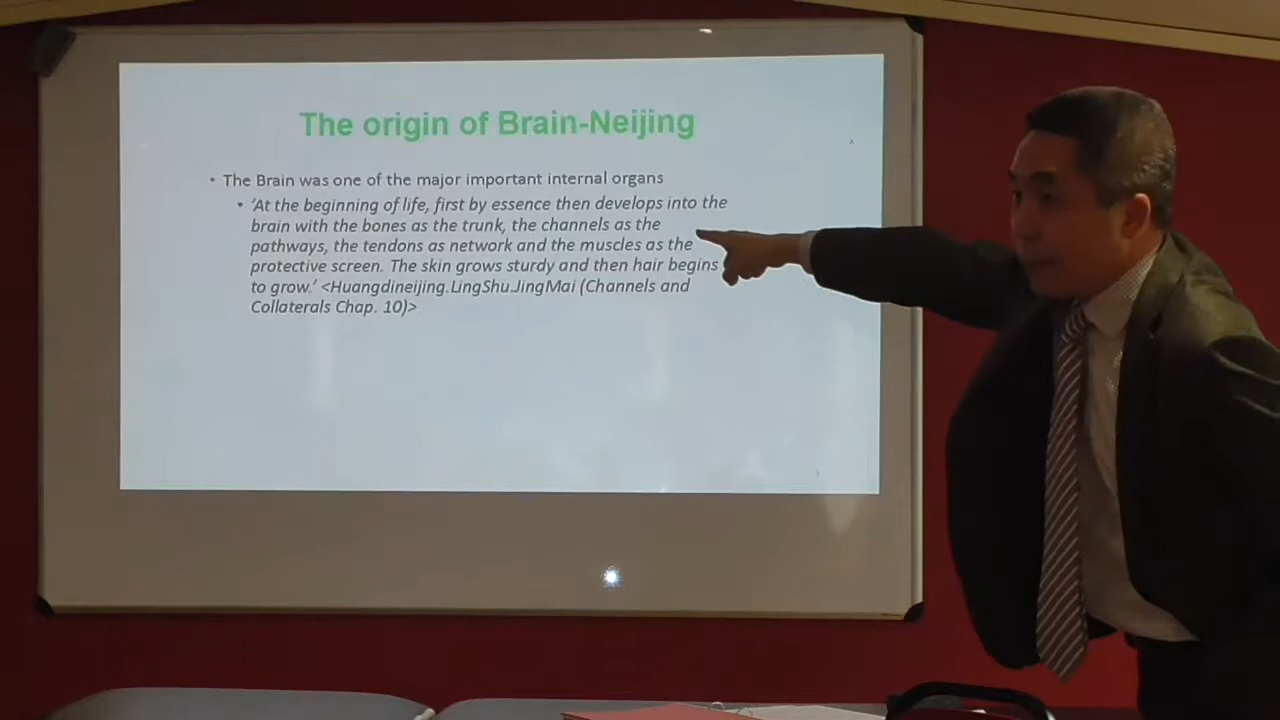 The origin of Brain-Neijing
• The Brain was one of the major important internal organs
• ‘At the beginning of life, first by essence then develops into the
brain with the bones as the trunk, the channels as the
pathways, the tendons as network and the muscles as the
protective screen. The skin grows sturdy and then hair begins
to grow.’ <Huangdineijing.LingShu.JingMai (Channels and
Collaterals Chap. 10)>